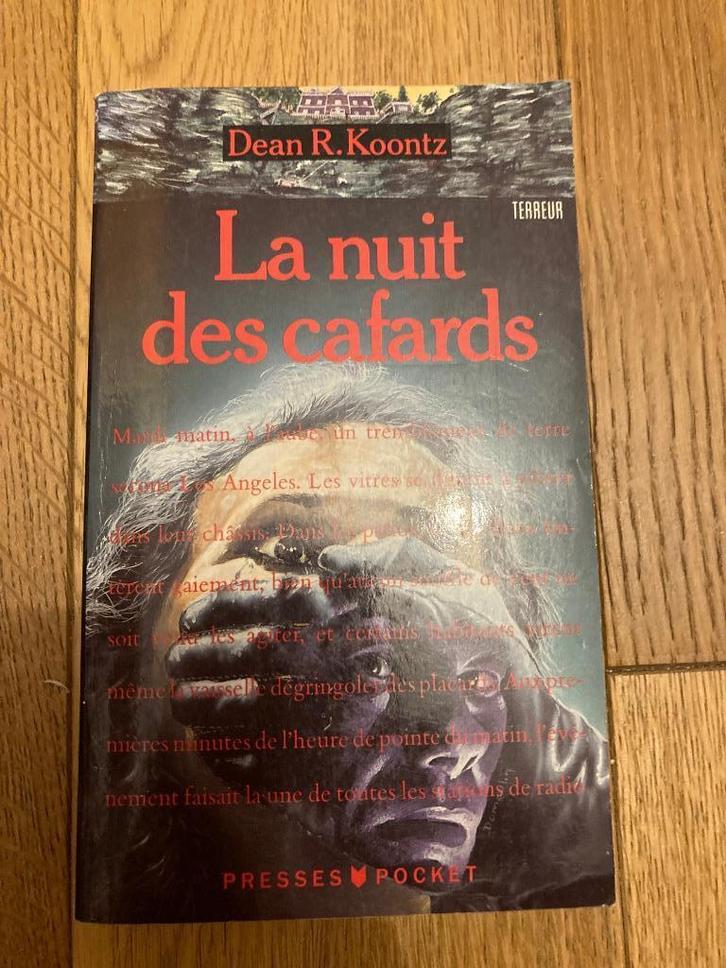 Dean R. Koontz
TERREUR
La nuit
des cafards
Mardi matin, à l'aube, un tremblement de terre
secoua Los Angeles. Les vitres se
dans leur châssis. Dans les
tèrent gaiement, bien qu'aucun souffle de vent ne
soit venu les agiter, et certains habitants
même la vaisselle dégringoler des placards. Aux pre-
mières minutes de l'heure de pointe du matin, l'évé-
nement faisait la une de toutes les stations de radio
PRESSES POCKET